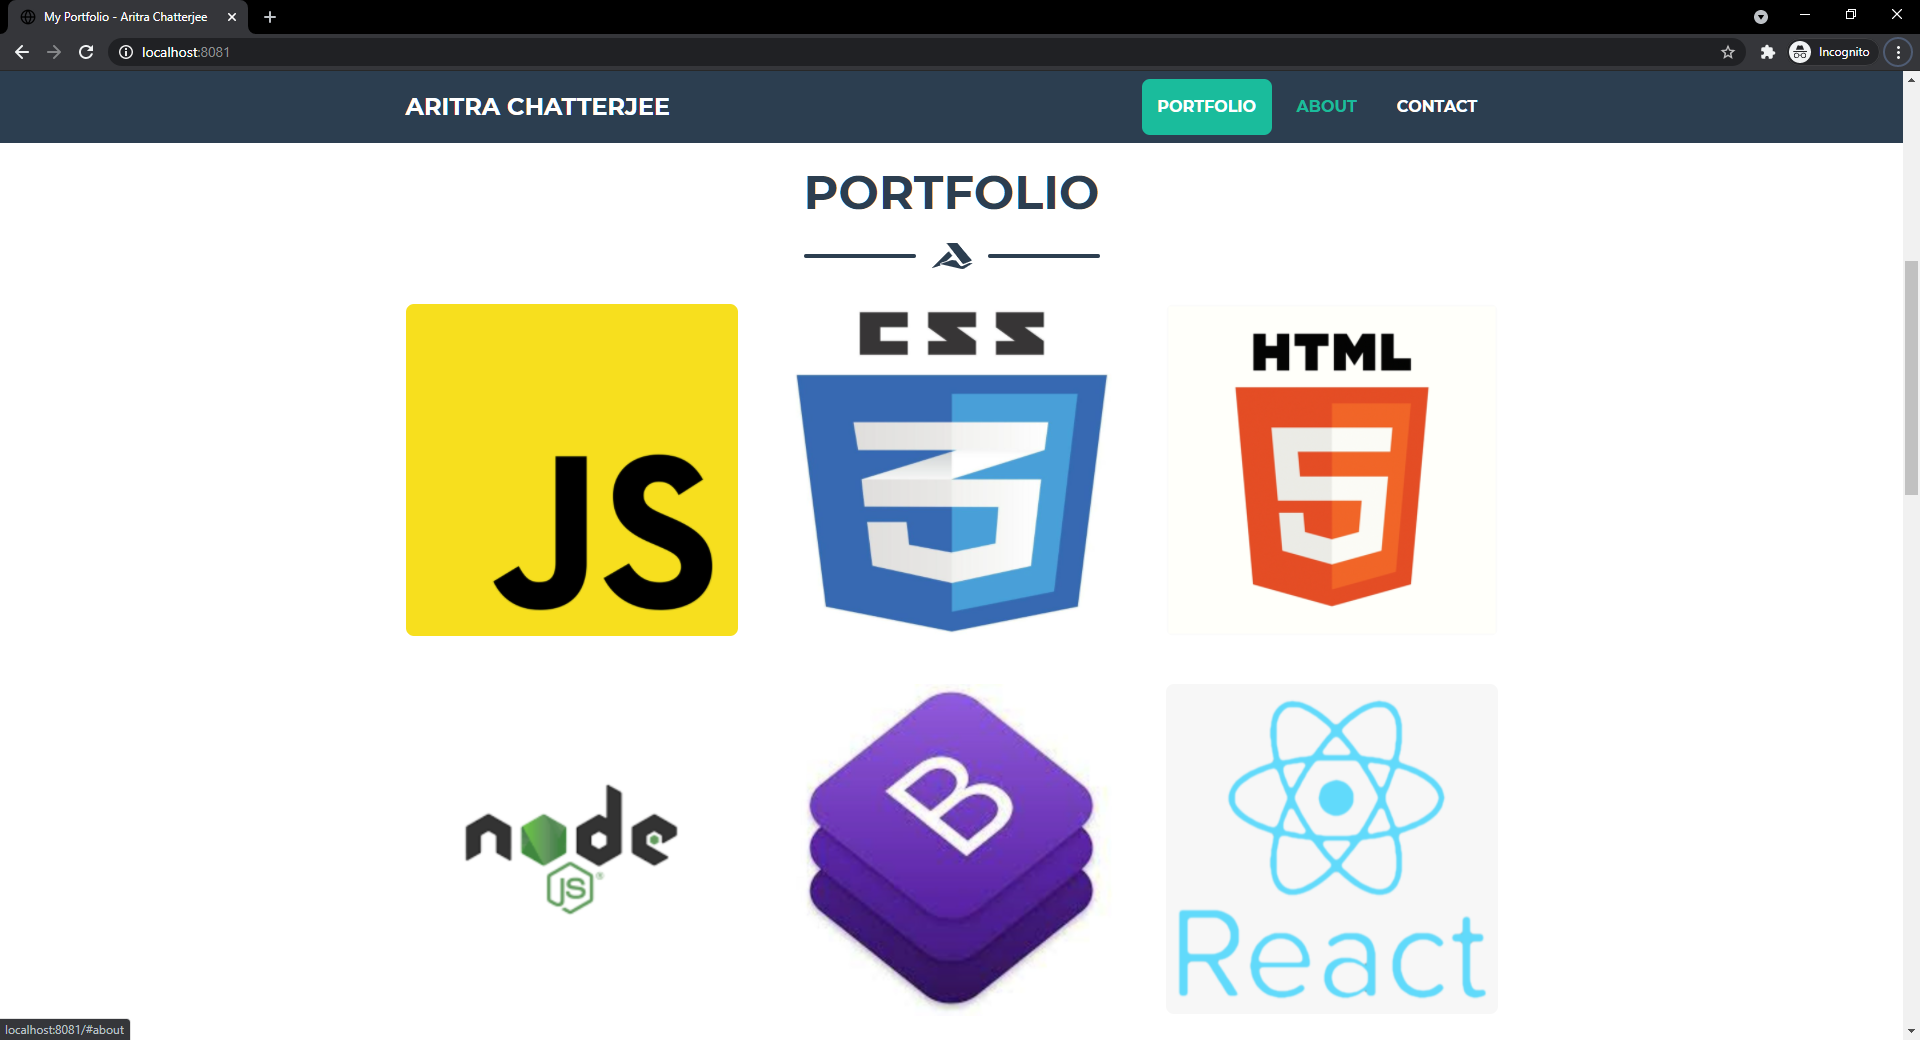 My Portfolio - Aritra Chatterjee
localhost:8081
Incognito
ARITRA CHATTERJEE
PORTFOLIO
ABOUT
CONTACT
PORTFOLIO
JS
CSS
3
HTML
5
node
JS®
B
React
localhost:8081/#about